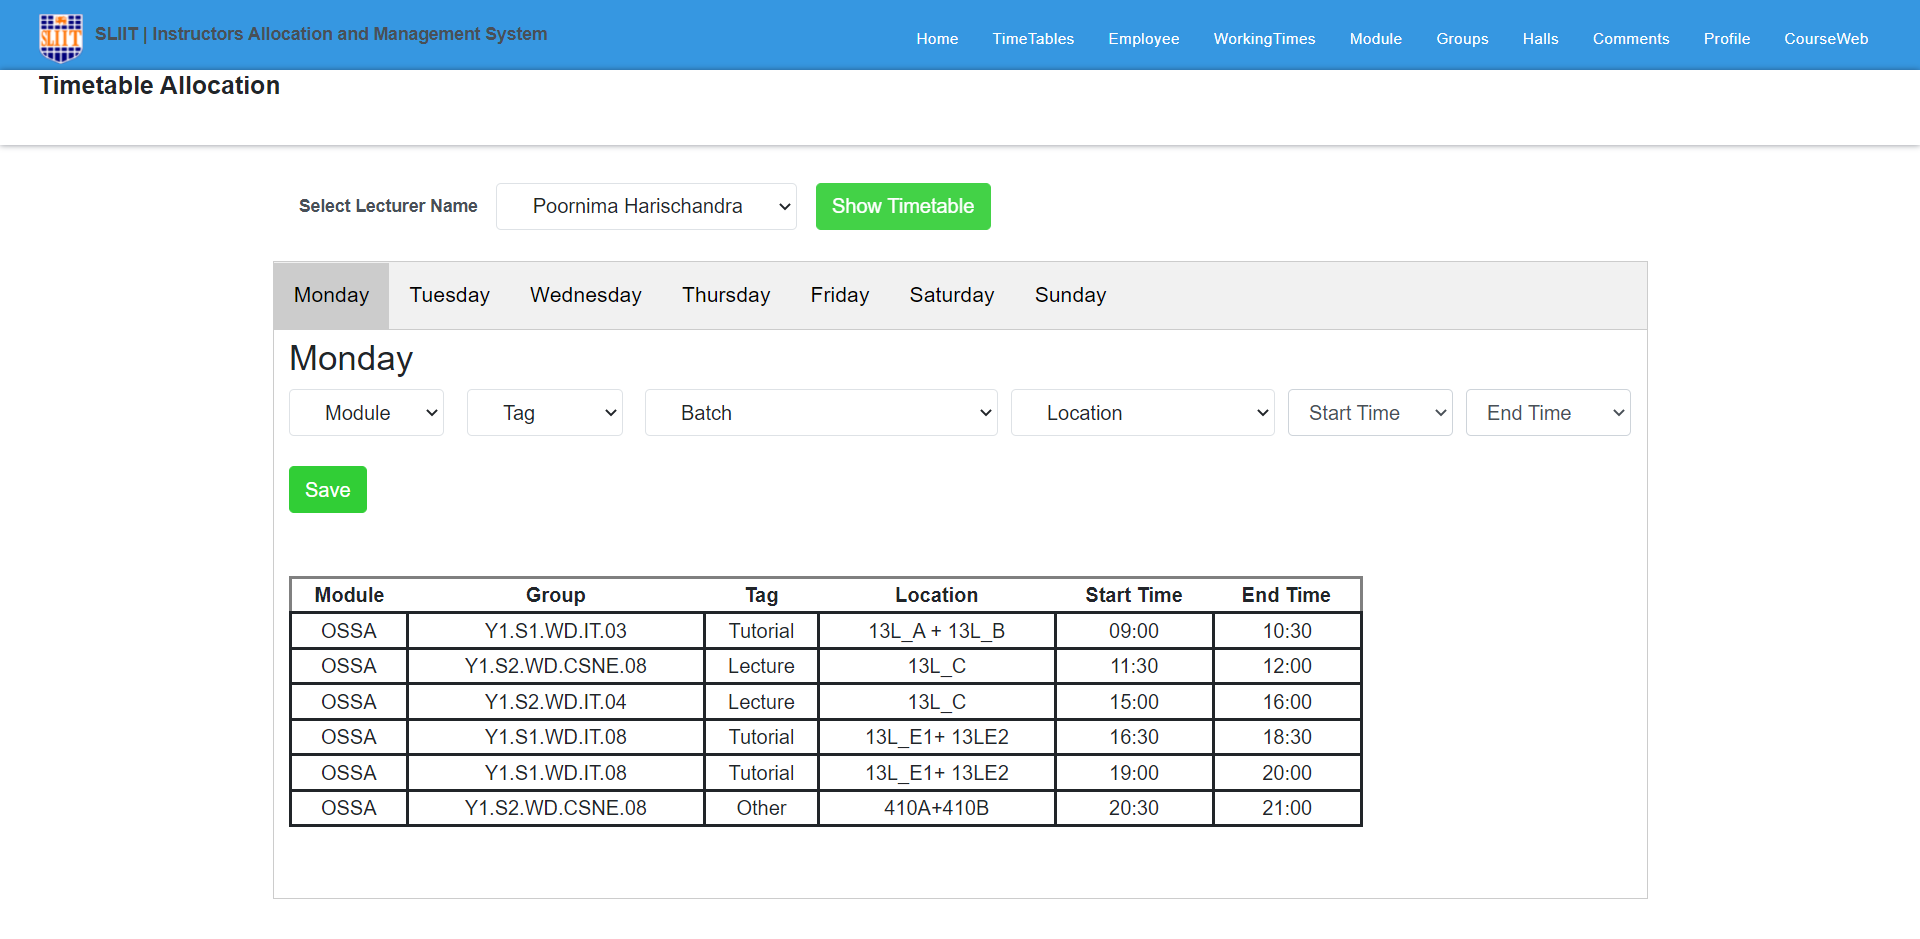 SLIIT
SLIIT | Instructors Allocation and Management System
Home TimeTables Employee WorkingTimes Module Groups Halls Comments Profile CourseWeb
Timetable Allocation
Select Lecturer Name Poornima Harischandra Show Timetable
Monday Tuesday Wednesday Thursday Friday Saturday Sunday
Monday
Module Tag Batch Location Start Time End Time
Save
Module Group Tag Location Start Time End Time
OSSA Y1.S1.WD.IT.03 Tutorial 13L_A + 13L_B 09:00 10:30
OSSA Y1.S2.WD.CSNE.08 Lecture 13L_C 11:30 12:00
OSSA Y1.S2.WD.IT.04 Lecture 13L_C 15:00 16:00
OSSA Y1.S1.WD.IT.08 Tutorial 13L_E1+ 13LE2 16:30 18:30
OSSA Y1.S1.WD.IT.08 Tutorial 13L_E1+ 13LE2 19:00 20:00
OSSA Y1.S2.WD.CSNE.08 Other 410A+410B 20:30 21:00